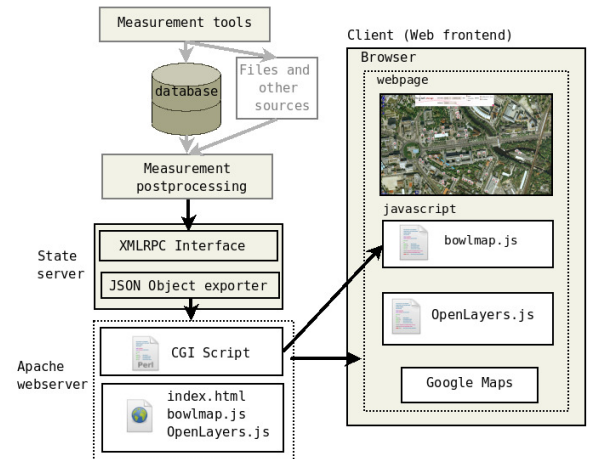 Measurement tools
database
Files and
other
sources
Measurement
postprocessing
State
server
XMLRPC Interface
JSON Object exporter
Apache
webserver
CGI Script
Perl
index.html
bowlmap.js
OpenLayers.js
Client (Web frontend)
Browser
webpage
javascript
bowlmap.js
OpenLayers.js
Google Maps